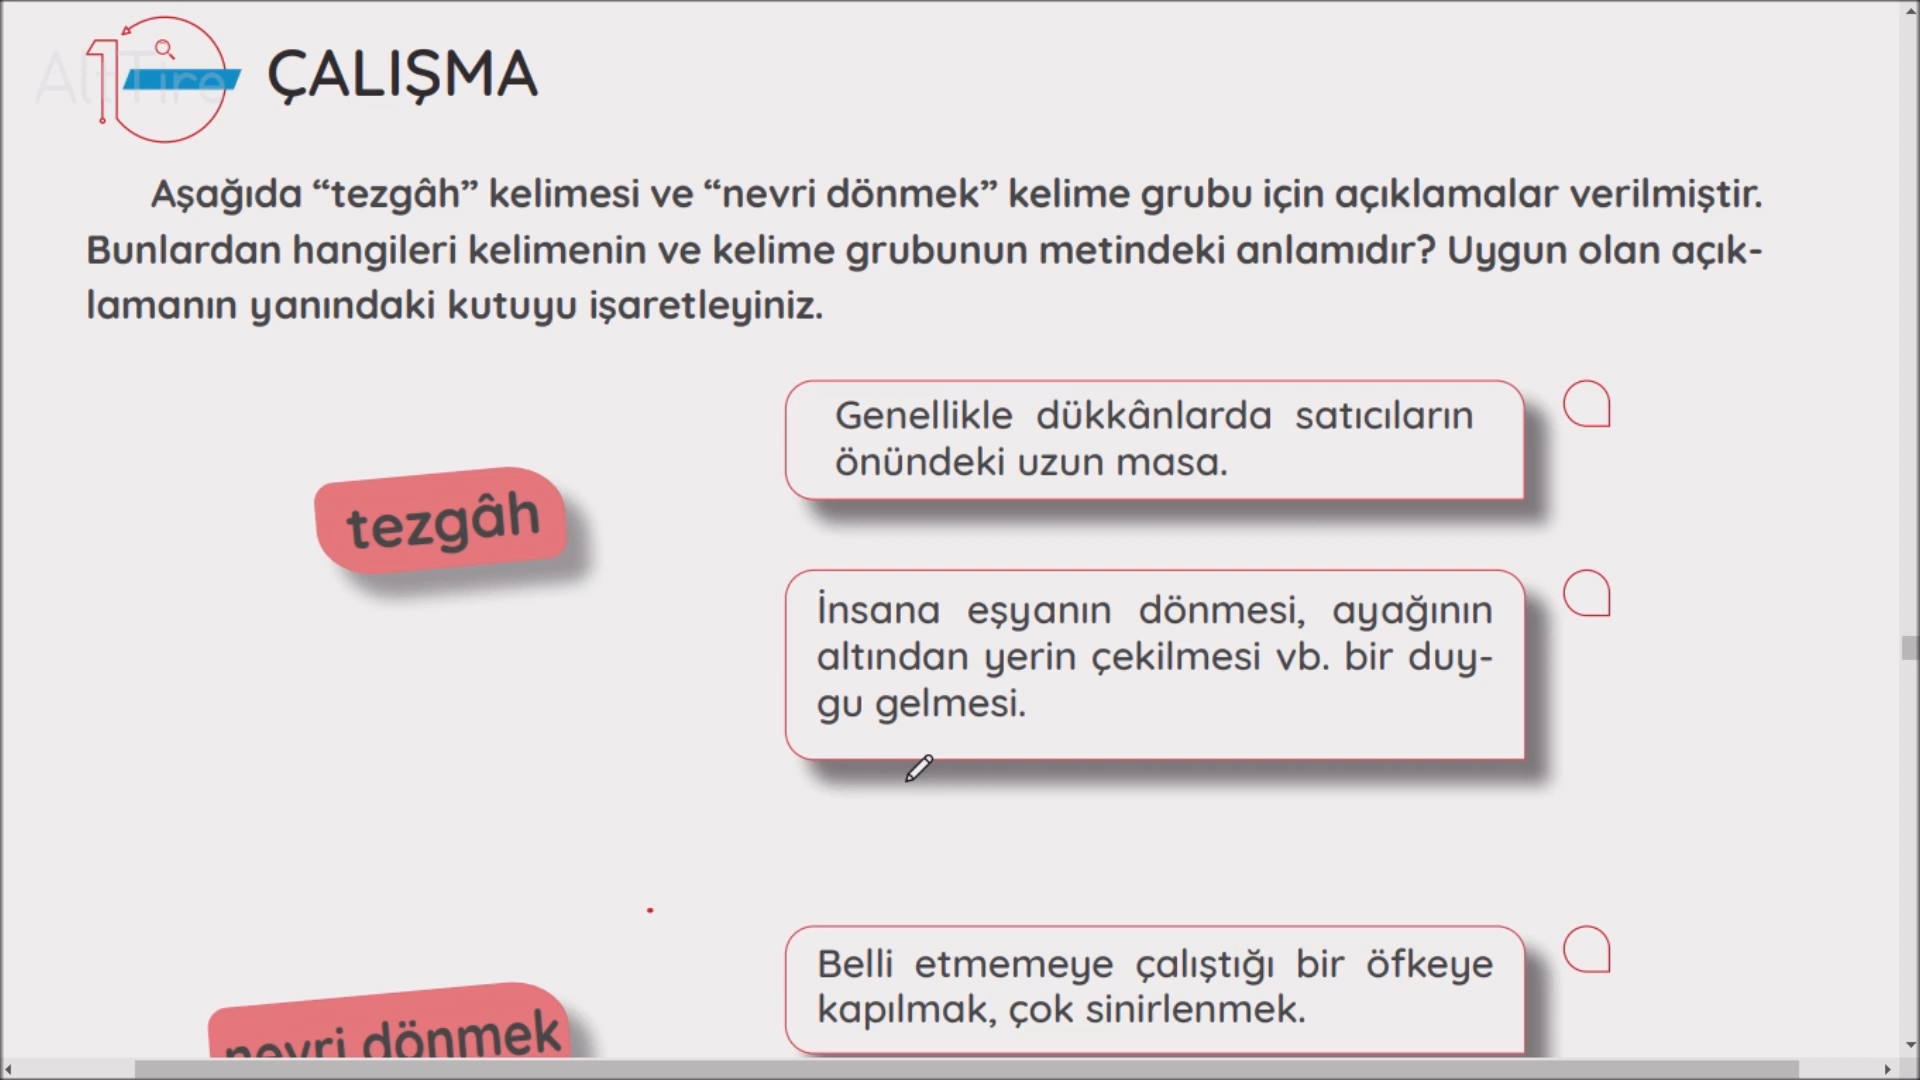 AltTire
1
ÇALIŞMA
Aşağıda “tezgâh” kelimesi ve “nevri dönmek” kelime grubu için açıklamalar verilmiştir.
Bunlardan hangileri kelimenin ve kelime grubunun metindeki anlamıdır? Uygun olan açık-
lamanın yanındaki kutuyu işaretleyiniz.
Genellikle dükkânlarda satıcıların
önündeki uzun masa.
tezgâh
İnsana eşyanın dönmesi, ayağının
altından yerin çekilmesi vb. bir duy-
gu gelmesi.
Belli etmemeye çalıştığı bir öfkeye
kapılmak, çok sinirlenmek.
nevri dönmek